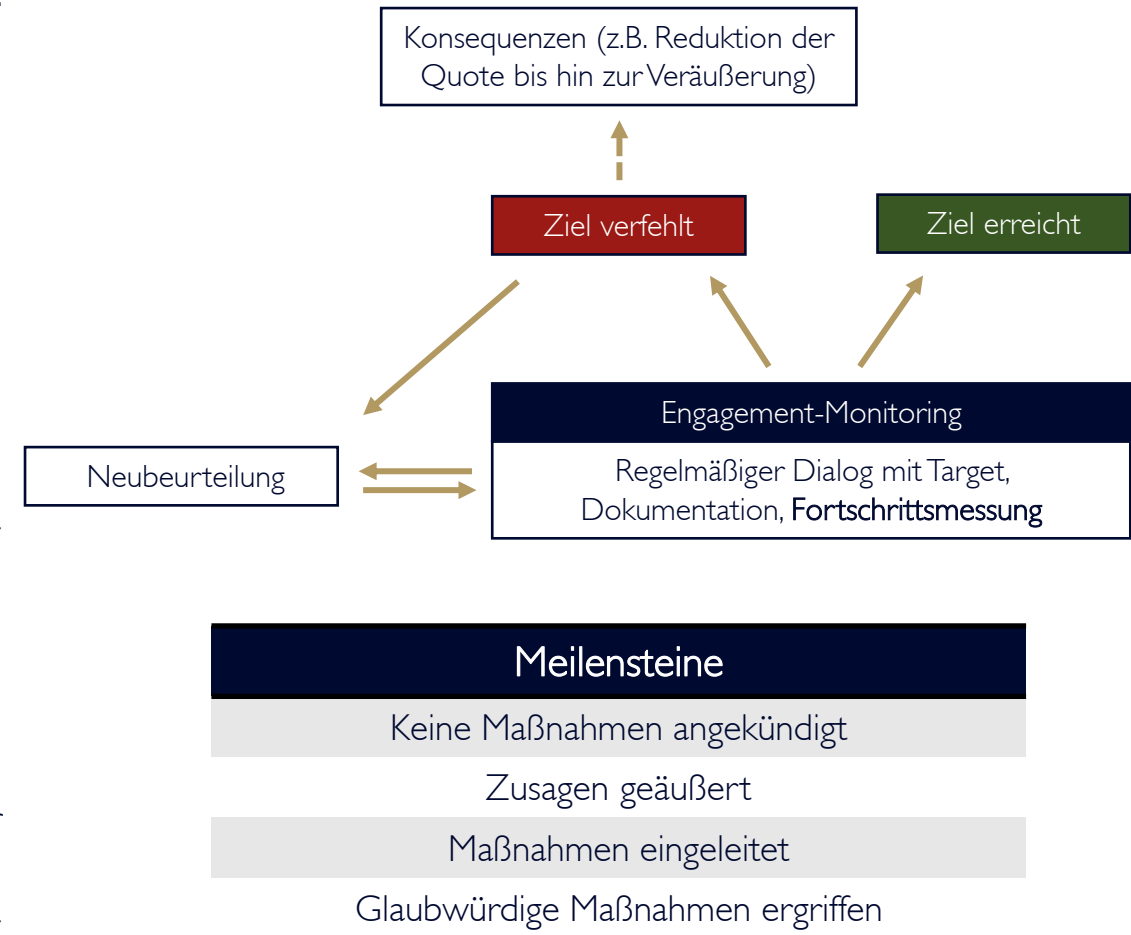 Konsequenzen (z.B. Reduktion der
Quote bis hin zur Veräußerung)
Ziel verfehlt
Ziel erreicht
Engagement-Monitoring
Neubeurteilung
Regelmäßiger Dialog mit Target,
Dokumentation, Fortschrittsmessung
Meilensteine
Keine Maßnahmen angekündigt
Zusagen geäußert
Maßnahmen eingeleitet
Glaubwürdige Maßnahmen ergriffen